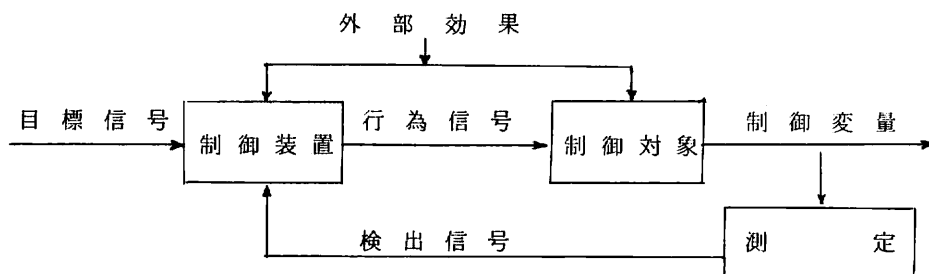 外部効果
目標信号
制御装置
行為信号
制御対象
制御変量
検出信号
測定